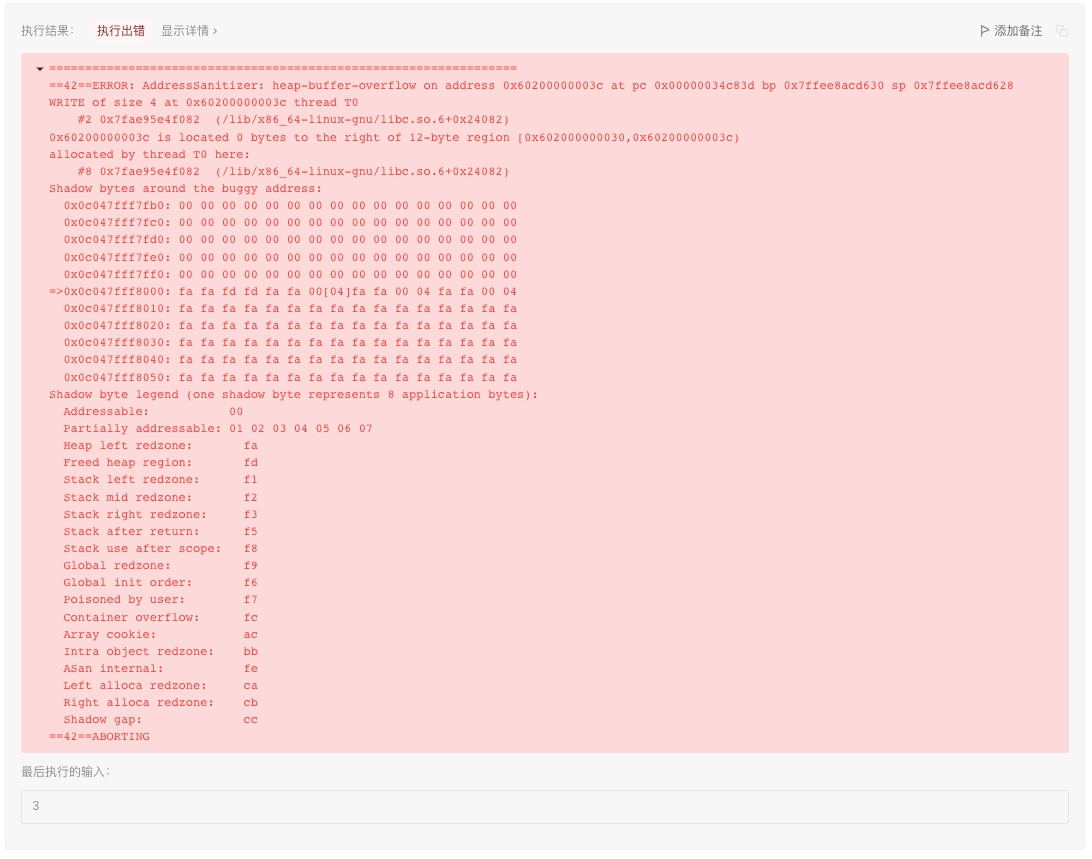 执行结果： 执行出错 显示详情 › 添加备注
=================================================================
==42==ERROR: AddressSanitizer: heap-buffer-overflow on address 0x60200000003c at pc 0x00000034c83d bp 0x7ffee8acd630 sp 0x7ffee8acd628
WRITE of size 4 at 0x60200000003c thread T0
#2 0x7fae95e4f082 (/lib/x86_64-linux-gnu/libc.so.6+0x24082)
0x60200000003c is located 0 bytes to the right of 12-byte region [0x602000000030,0x60200000003c)
allocated by thread T0 here:
#8 0x7fae95e4f082 (/lib/x86_64-linux-gnu/libc.so.6+0x24082)
Shadow bytes around the buggy address:
0x0c047fff7fb0: 00 00 00 00 00 00 00 00 00 00 00 00 00 00 00 00
0x0c047fff7fc0: 00 00 00 00 00 00 00 00 00 00 00 00 00 00 00 00
0x0c047fff7fd0: 00 00 00 00 00 00 00 00 00 00 00 00 00 00 00 00
0x0c047fff7fe0: 00 00 00 00 00 00 00 00 00 00 00 00 00 00 00 00
0x0c047fff7ff0: 00 00 00 00 00 00 00 00 00 00 00 00 00 00 00 00
=>0x0c047fff8000: fa fa fd fd fa fa 00[04]fa fa 00 04 fa fa 00 04
0x0c047fff8010: fa fa fa fa fa fa fa fa fa fa fa fa fa fa fa fa
0x0c047fff8020: fa fa fa fa fa fa fa fa fa fa fa fa fa fa fa fa
0x0c047fff8030: fa fa fa fa fa fa fa fa fa fa fa fa fa fa fa fa
0x0c047fff8040: fa fa fa fa fa fa fa fa fa fa fa fa fa fa fa fa
0x0c047fff8050: fa fa fa fa fa fa fa fa fa fa fa fa fa fa fa fa
Shadow byte legend (one shadow byte represents 8 application bytes):
Addressable: 00
Partially addressable: 01 02 03 04 05 06 07
Heap left redzone: fa
Freed heap region: fd
Stack left redzone: f1
Stack mid redzone: f2
Stack right redzone: f3
Stack after return: f5
Stack use after scope: f8
Global redzone: f9
Global init order: f6
Poisoned by user: f7
Container overflow: fc
Array cookie: ac
Intra object redzone: bb
ASan internal: fe
Left alloca redzone: ca
Right alloca redzone: cb
Shadow gap: cc
==42==ABORTING
最后执行的输入：
3